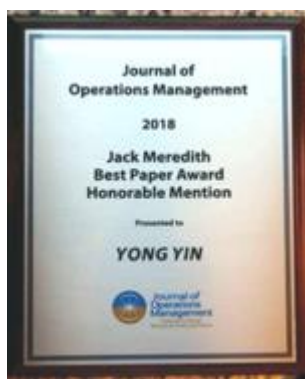 Journal of
Operations Management
2018
Jack Meredith
Best Paper Award
Honorable Mention
Presented to
YONG YIN
Journal of
Operations
Management